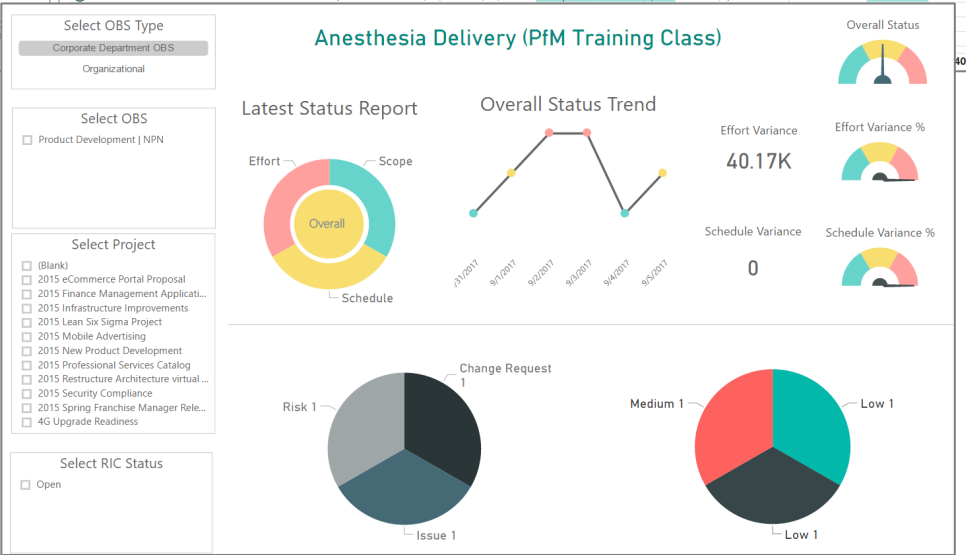 Select OBS Type
Corporate Department OBS
Organizational
Select OBS
Product Development | NPN
Select Project
(Blank)
2015 eCommerce Portal Proposal
2015 Finance Management Applicati...
2015 Infrastructure Improvements
2015 Lean Six Sigma Project
2015 Mobile Advertising
2015 New Product Development
2015 Professional Services Catalog
2015 Restructure Architecture virtual ...
2015 Security Compliance
2015 Spring Franchise Manager Rele...
4G Upgrade Readiness
Select RIC Status
Open
Anesthesia Delivery (PfM Training Class)
Overall Status
40
Latest Status Report
Effort
Scope
Overall
Schedule
Overall Status Trend
/31/2017
9/1/2017
9/2/2017
9/3/2017
9/4/2017
9/5/2017
Effort Variance
40.17K
Effort Variance %
Schedule Variance
0
Schedule Variance %
Change Request
1
Risk 1
Issue 1
Medium 1
Low 1
Low 1